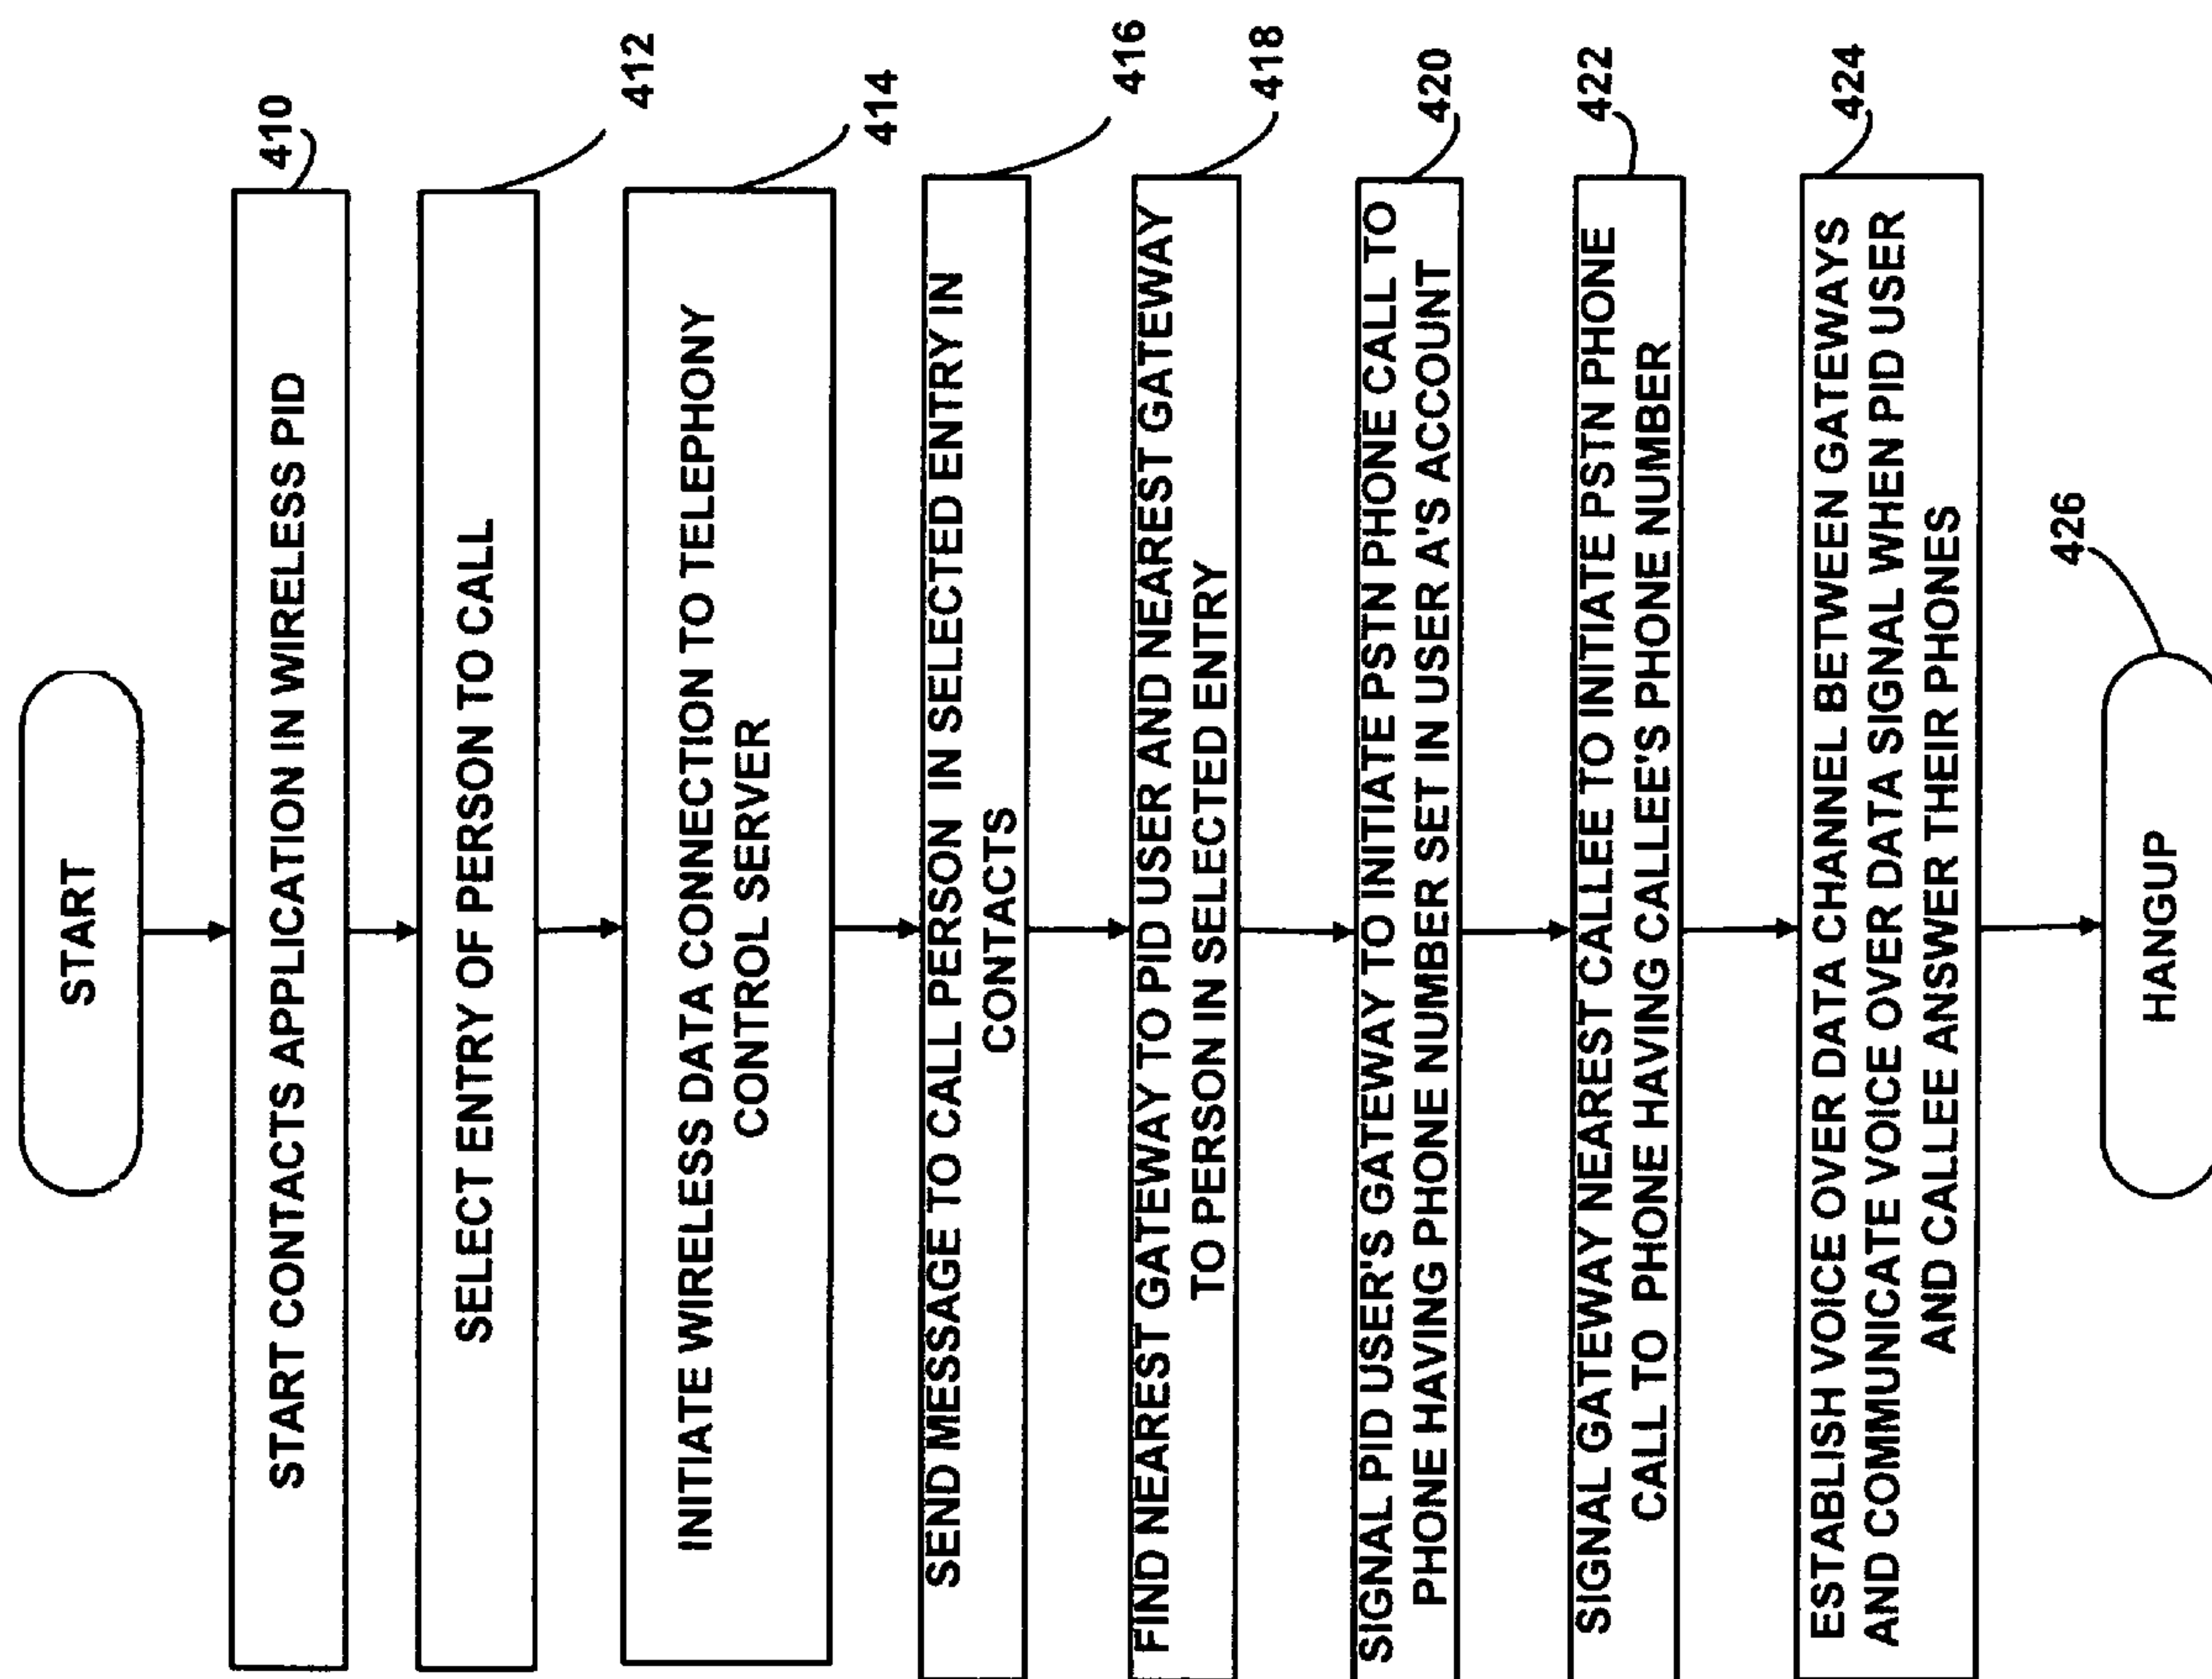 START
410
START CONTACTS APPLICATION IN WIRELESS PID
412
SELECT ENTRY OF PERSON TO CALL
414
INITIATE WIRELESS DATA CONNECTION TO TELEPHONY
CONTROL SERVER
416
SEND MESSAGE TO CALL PERSON IN SELECTED ENTRY IN
CONTACTS
418
FIND NEAREST GATEWAY TO PID USER AND NEAREST GATEWAY
TO PERSON IN SELECTED ENTRY
420
SIGNAL PID USER'S GATEWAY TO INITIATE PSTN PHONE CALL TO
PHONE HAVING PHONE NUMBER SET IN USER A'S ACCOUNT
422
SIGNAL GATEWAY NEAREST CALLEE TO INITIATE PSTN PHONE
CALL TO PHONE HAVING CALLEE'S PHONE NUMBER
424
ESTABLISH VOICE OVER DATA CHANNEL BETWEEN GATEWAYS
AND COMMUNICATE VOICE OVER DATA SIGNAL WHEN PID USER
AND CALLEE ANSWER THEIR PHONES
426
HANGUP